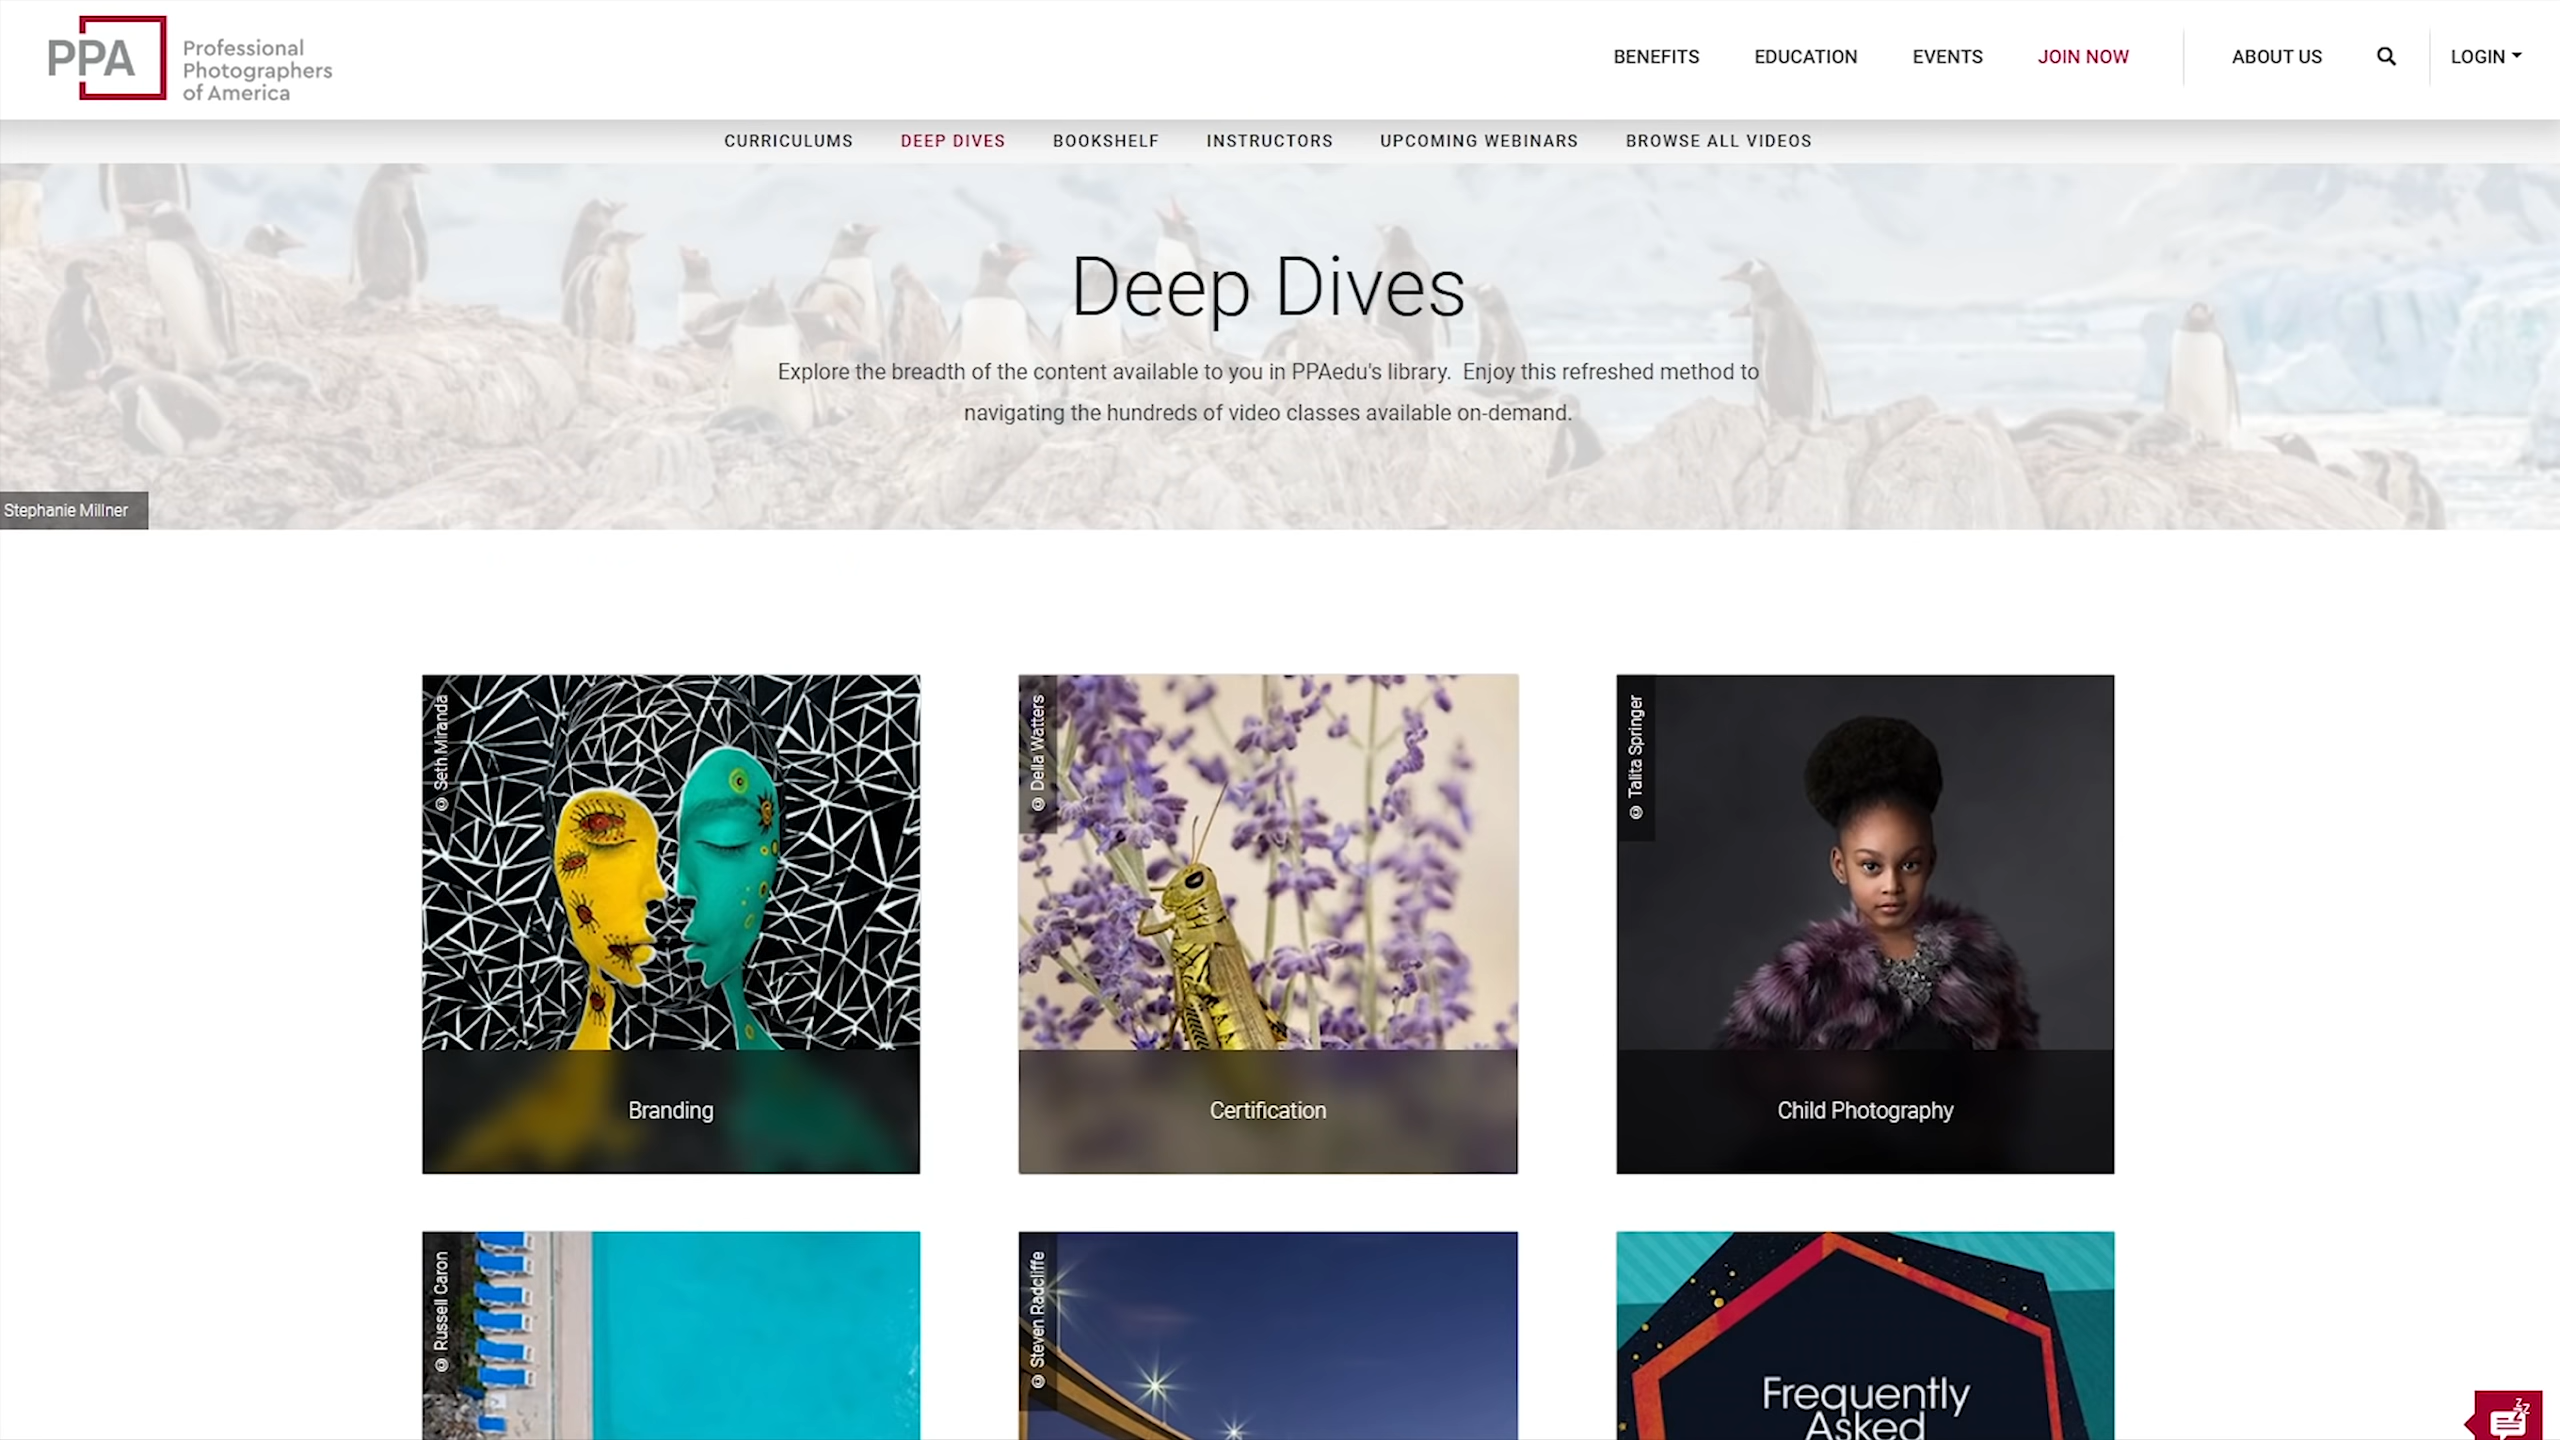 PPA
Professional
Photographers
of America
BENEFITS
EDUCATION
EVENTS
JOIN NOW
ABOUT US
LOGIN
CURRICULUMS
DEEP DIVES
BOOKSHELF
INSTRUCTORS
UPCOMING WEBINARS
BROWSE ALL VIDEOS
Deep Dives
Explore the breadth of the content available to you in PPAedu's library. Enjoy this refreshed method to
navigating the hundreds of video classes available on-demand.
Stephanie Millner
© Seth Miranda
Branding
© Della Watters
Certification
© Talita Springer
Child Photography
© Russell Caron
© Steven Radcliffe
Frequently
Asked
z
z
z